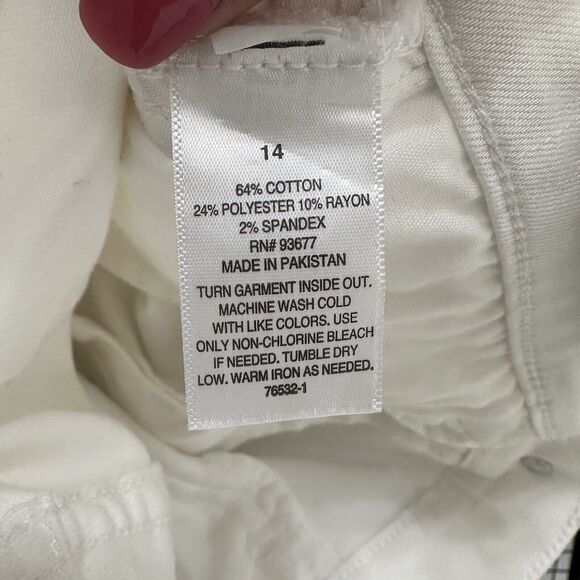 14
64% COTTON
24% POLYESTER 10% RAYON
2% SPANDEX
RN# 93677
MADE IN PAKISTAN
TURN GARMENT INSIDE OUT.
MACHINE WASH COLD
WITH LIKE COLORS. USE
ONLY NON-CHLORINE BLEACH
IF NEEDED. TUMBLE DRY
LOW. WARM IRON AS NEEDED.
76532-1